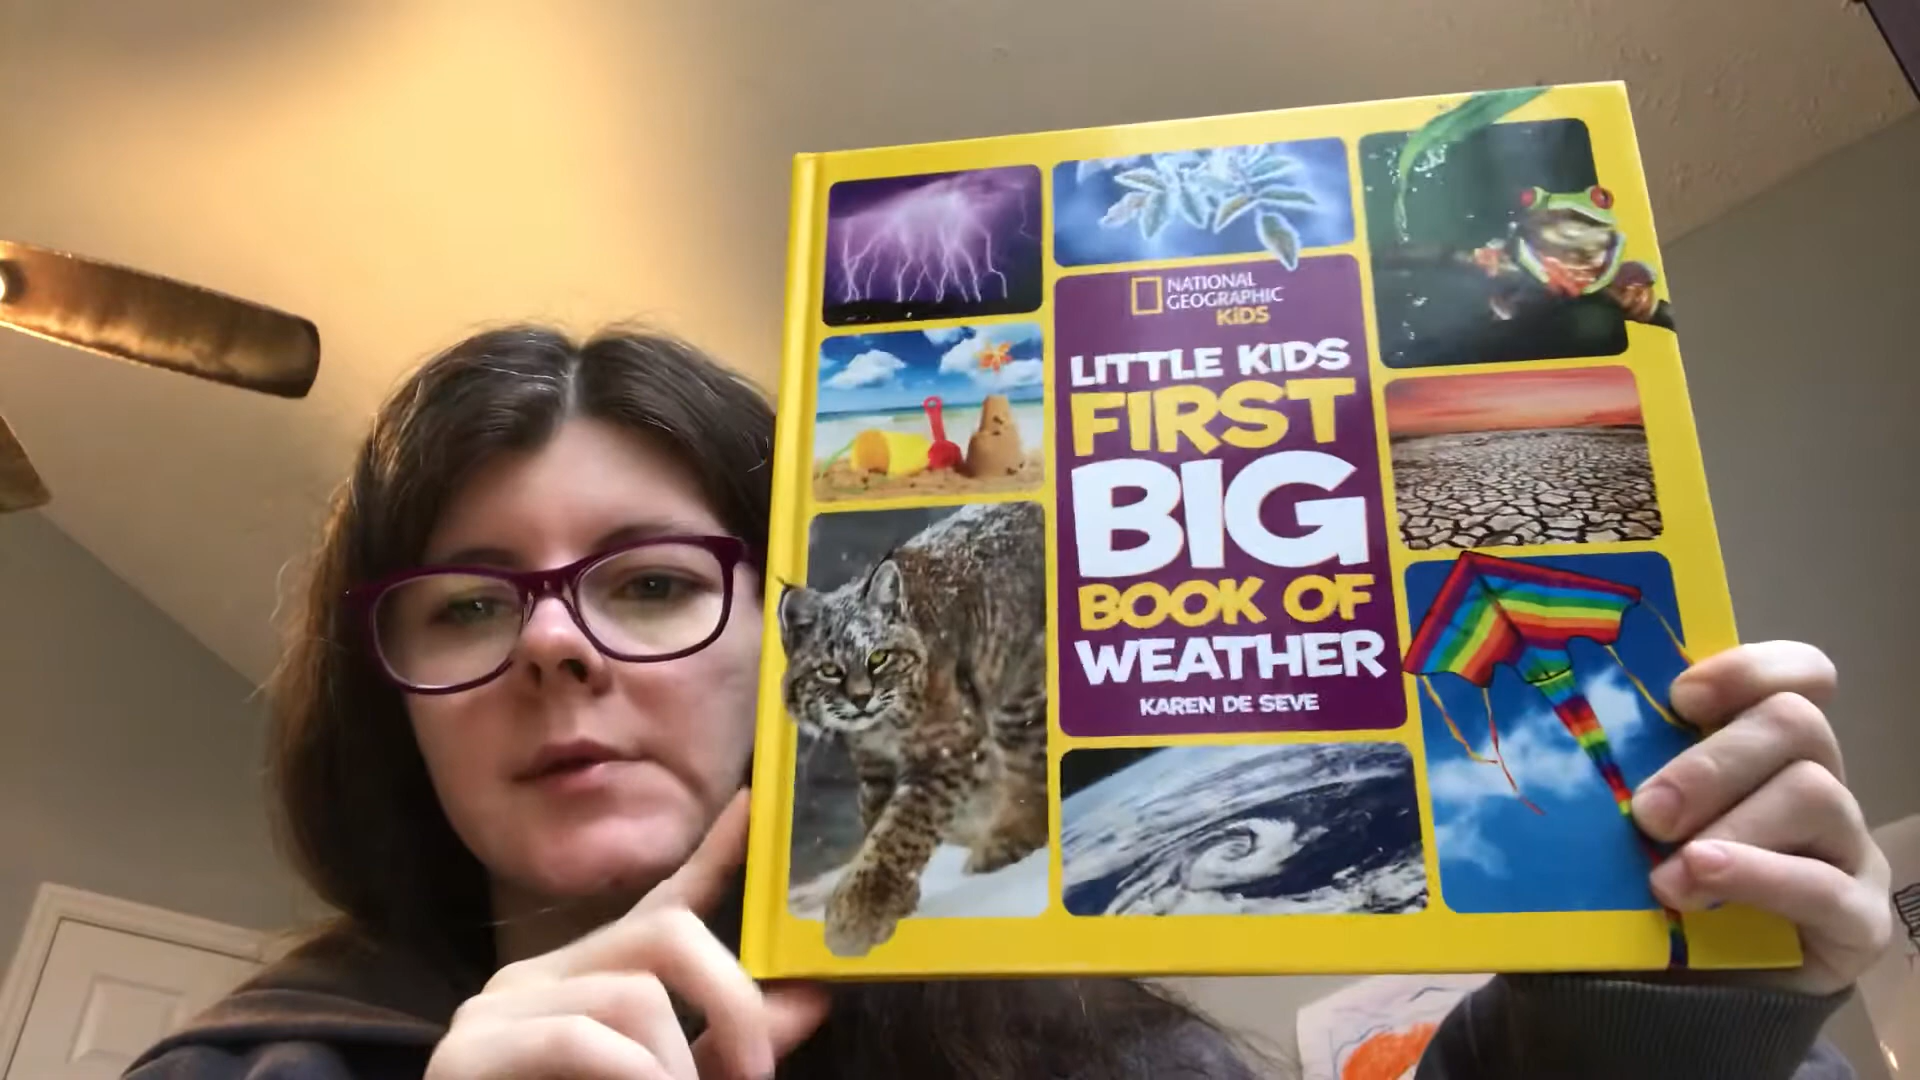 NATIONAL
GEOGRAPHIC
KiDS
LITTLE KIDS
FIRST
BIG
BOOK OF
WEATHER
KAREN DE SEVE